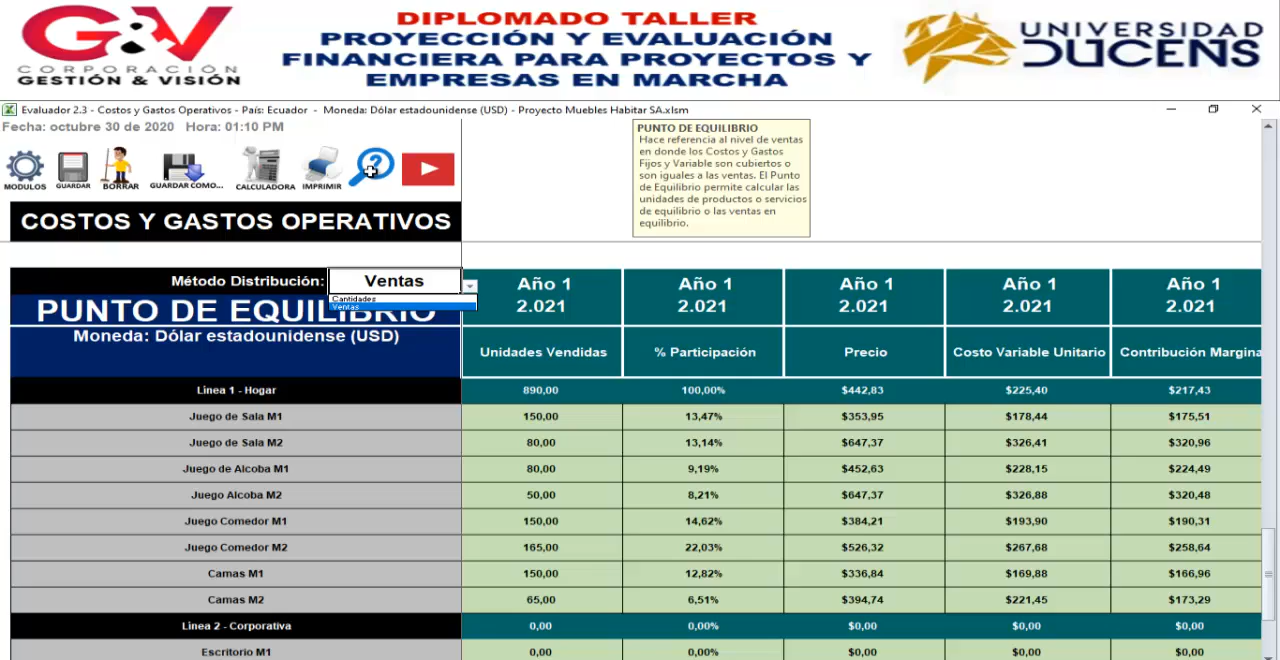 G&V
CORPORACIÓN
GESTIÓN & VISIÓN
DIPLOMADO TALLER
PROYECCIÓN Y EVALUACIÓN
FINANCIERA PARA PROYECTOS Y
EMPRESAS EN MARCHA
UNIVERSIDAD
DUCENS
Evaluador 2.3 - Costos y Gastos Operativos - País: Ecuador - Moneda: Dólar estadounidense (USD) - Proyecto Muebles Habitar SA.xlsm
Fecha: octubre 30 de 2020 Hora: 01:10 PM
MODULOS GUARDAR BORRAR GUARDAR COMO... CALCULADORA IMPRIMIR
PUNTO DE EQUILIBRIO
Hace referencia al nivel de ventas
en donde los Costos y Gastos
Fijos y Variable son cubiertos o
son iguales a las ventas. El Punto
de Equilibrio permite calcular las
unidades de productos o servicios
de equilibrio o las ventas en
equilibrio.
COSTOS Y GASTOS OPERATIVOS
Método Distribución: Ventas
Cantidades
Ventas
PUNTO DE EQUILIBRIO
Moneda: Dólar estadounidense (USD)
Año 1 Año 1 Año 1 Año 1 Año 1
2.021 2.021 2.021 2.021 2.021
Unidades Vendidas % Participación Precio Costo Variable Unitario Contribución Margina
Linea 1 - Hogar 890,00 100,00% $442,83 $225,40 $217,43
Juego de Sala M1 150,00 13,47% $353,95 $178,44 $175,51
Juego de Sala M2 80,00 13,14% $647,37 $326,41 $320,96
Juego de Alcoba M1 80,00 9,19% $452,63 $228,15 $224,49
Juego Alcoba M2 50,00 8,21% $647,37 $326,88 $320,48
Juego Comedor M1 150,00 14,62% $384,21 $193,90 $190,31
Juego Comedor M2 165,00 22,03% $526,32 $267,68 $258,64
Camas M1 150,00 12,82% $336,84 $169,88 $166,96
Camas M2 65,00 6,51% $394,74 $221,45 $173,29
Linea 2 - Corporativa 0,00 0,00% $0,00 $0,00 $0,00
Escritorio M1 0,00 0,00% $0,00 $0,00 $0,00